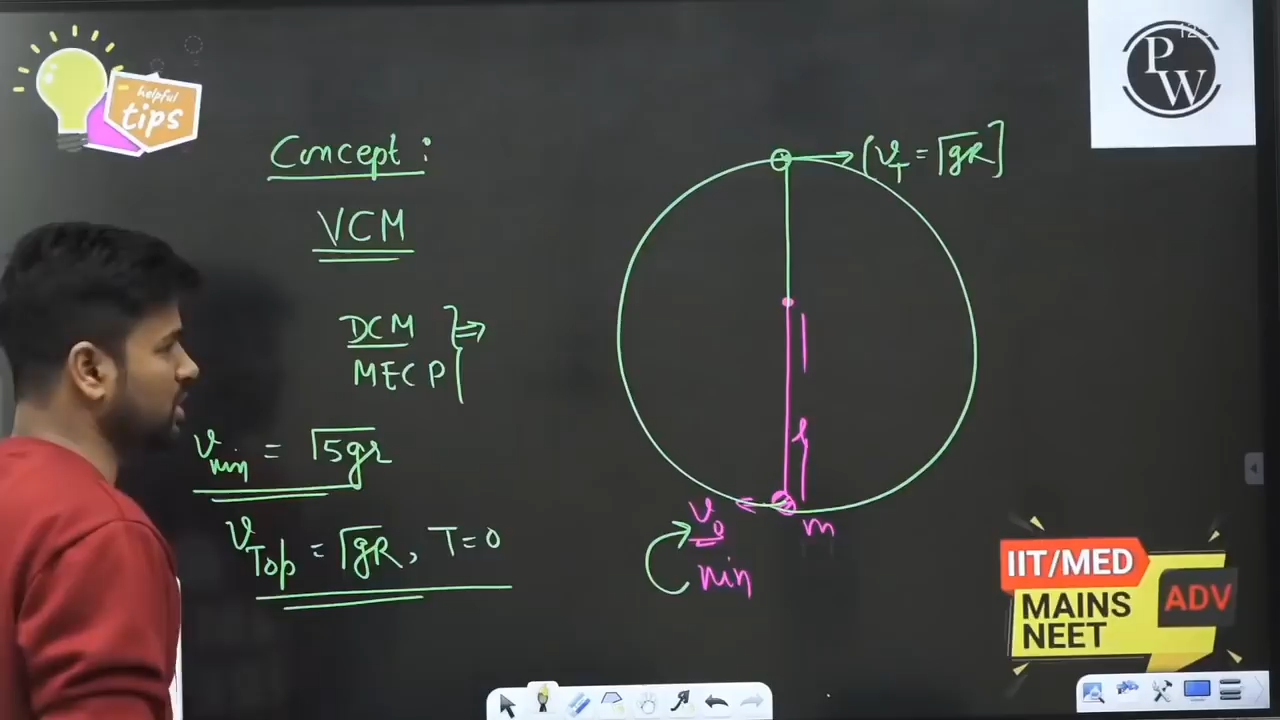 helpful
tips
Concept :
VCM
DCM
MECP
v_min = √5gr
v_Top = √gR, T=0
[v_T = √gR]
l
v_0
m
min
PW
IIT/MED
MAINS
NEET
ADV